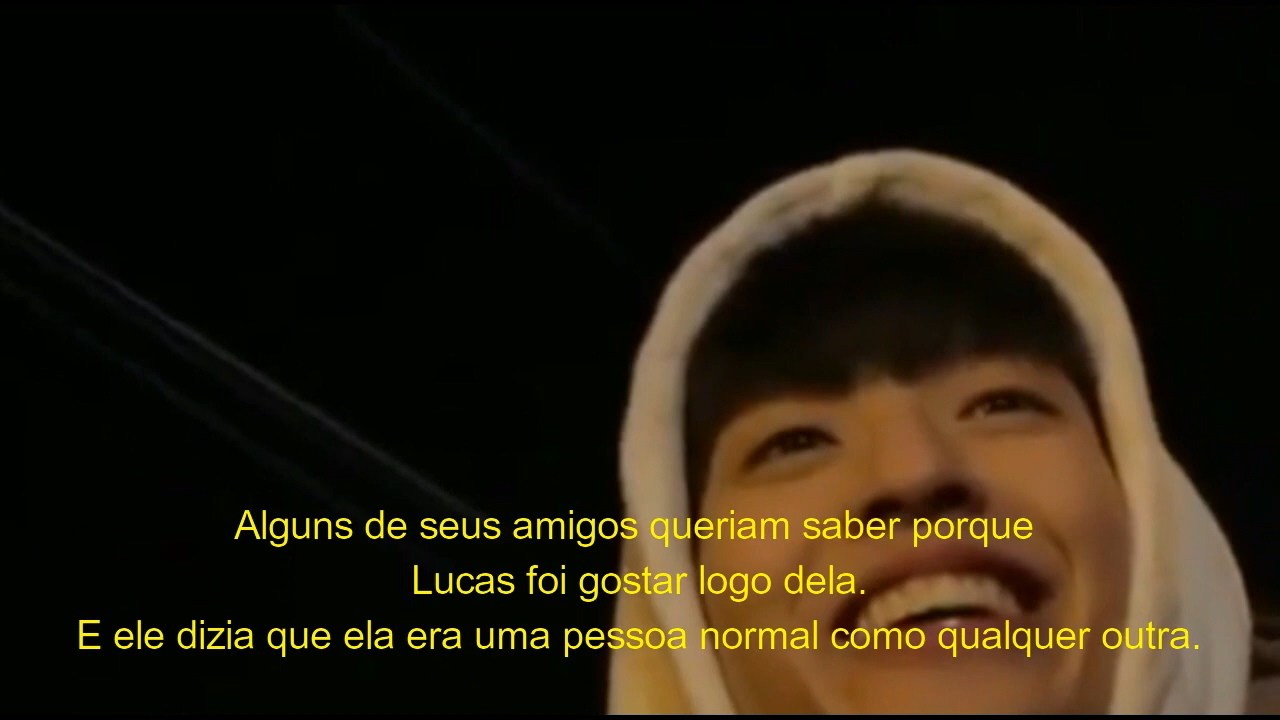 Alguns de seus amigos queriam saber porque
Lucas foi gostar logo dela.
E ele dizia que ela era uma pessoa normal como qualquer outra.